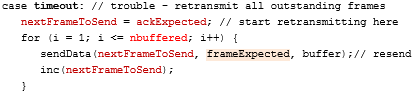 case timeout: // trouble - retransmit all outstanding frames
nextFrameToSend = ackExpected; // start retransmitting here
for (i = 1; i <= nbuffered; i++) {
sendData(nextFrameToSend, frameExpected, buffer);// resend
inc(nextFrameToSend);
}